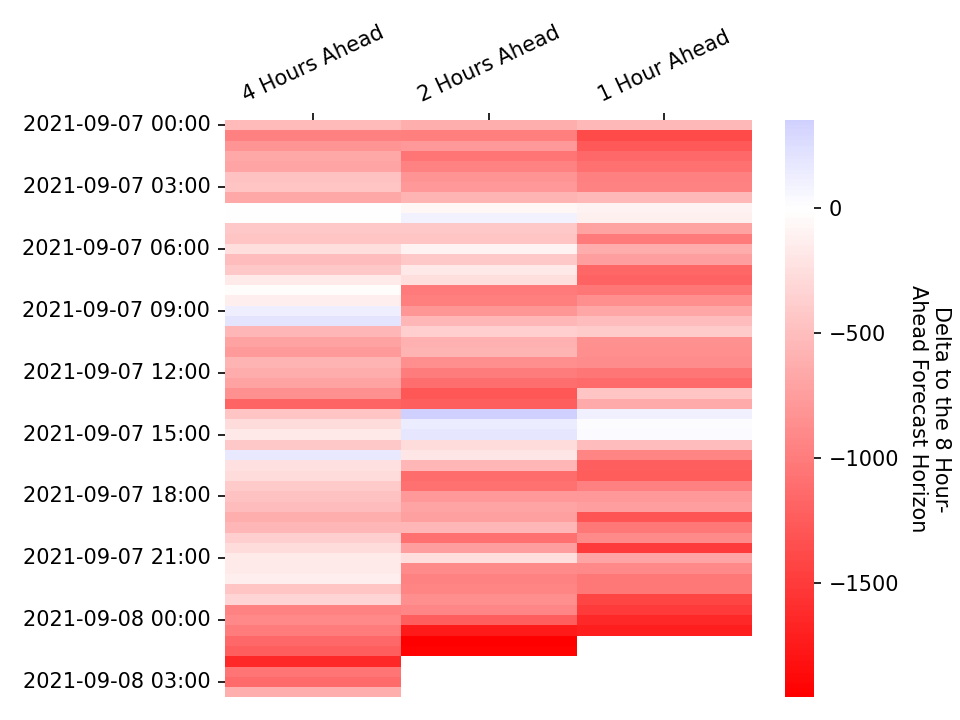 4 Hours Ahead
2 Hours Ahead
1 Hour Ahead
2021-09-07 00:00
2021-09-07 03:00
2021-09-07 06:00
2021-09-07 09:00
2021-09-07 12:00
2021-09-07 15:00
2021-09-07 18:00
2021-09-07 21:00
2021-09-08 00:00
2021-09-08 03:00
0
−500
−1000
−1500
Delta to the 8 Hour-
Ahead Forecast Horizon